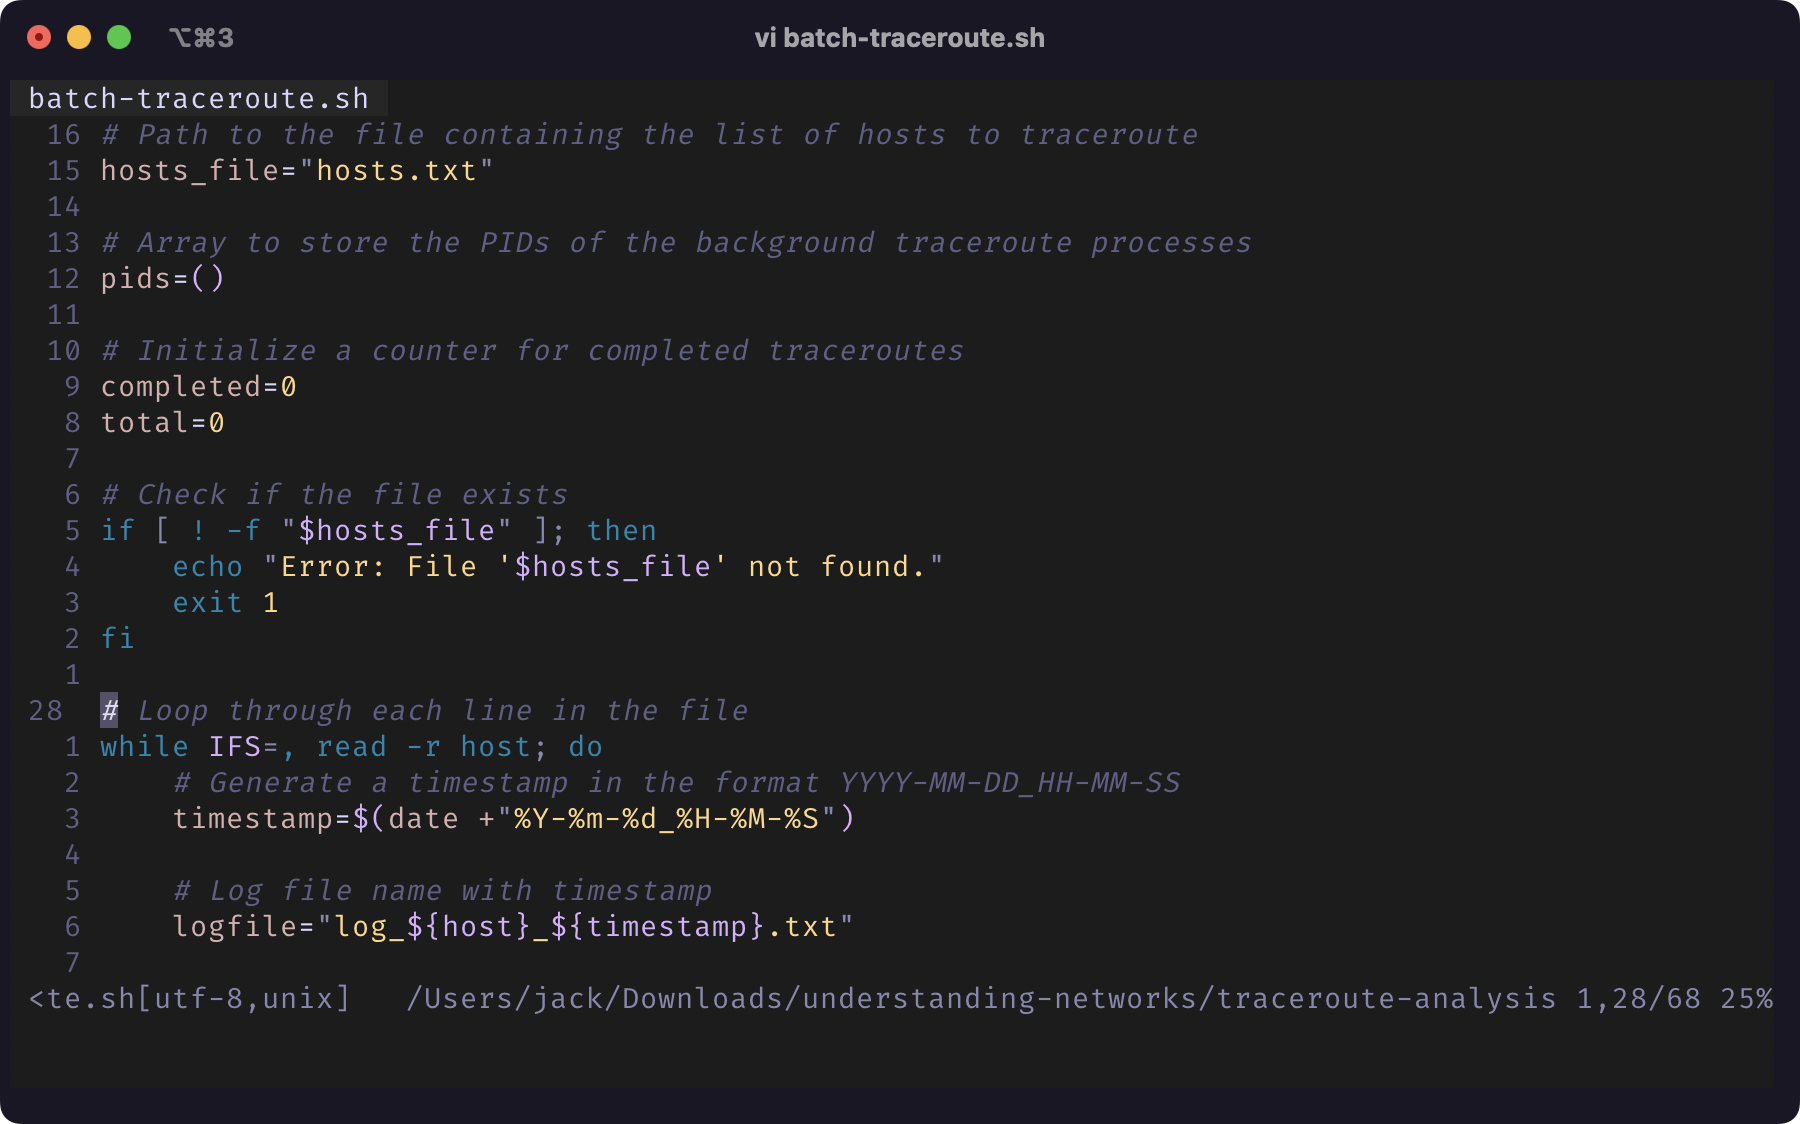 ⌥⌘3
vi batch-traceroute.sh
batch-traceroute.sh
16 # Path to the file containing the list of hosts to traceroute
15 hosts_file="hosts.txt"
14
13 # Array to store the PIDs of the background traceroute processes
12 pids=()
11
10 # Initialize a counter for completed traceroutes
9 completed=0
8 total=0
7
6 # Check if the file exists
5 if [ ! -f "$hosts_file" ]; then
4     echo "Error: File '$hosts_file' not found."
3     exit 1
2 fi
1
28 # Loop through each line in the file
1 while IFS=, read -r host; do
2     # Generate a timestamp in the format YYYY-MM-DD_HH-MM-SS
3     timestamp=$(date +"%Y-%m-%d_%H-%M-%S")
4
5     # Log file name with timestamp
6     logfile="log_${host}_${timestamp}.txt"
7
<te.sh[utf-8,unix]   /Users/jack/Downloads/understanding-networks/traceroute-analysis 1,28/68 25%